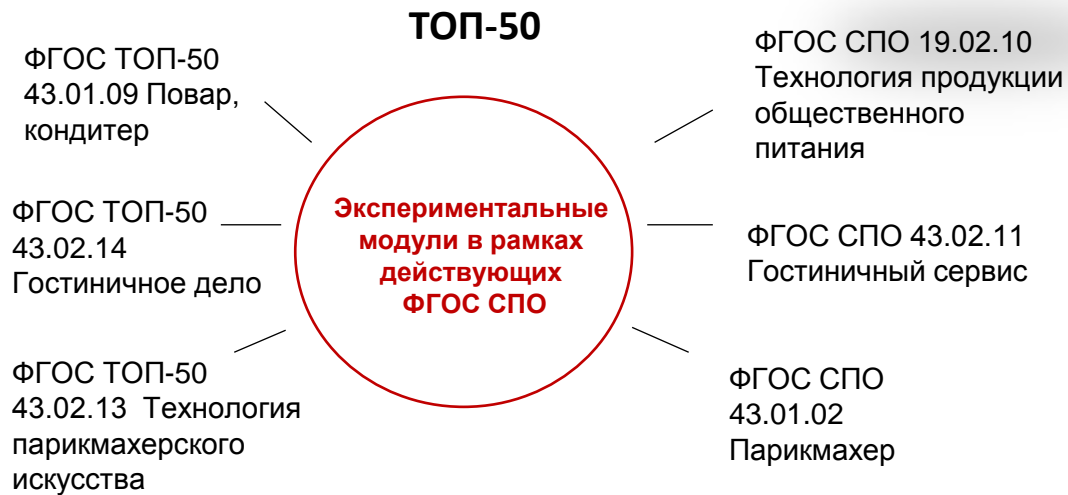 ТОП-50
ФГОС ТОП-50
43.01.09 Повар,
кондитер
ФГОС ТОП-50
43.02.14
Гостиничное дело
ФГОС ТОП-50
43.02.13 Технология
парикмахерского
искусства
Экспериментальные
модули в рамках
действующих
ФГОС СПО
ФГОС СПО 19.02.10
Технология продукции
общественного
питания
ФГОС СПО 43.02.11
Гостиничный сервис
ФГОС СПО
43.01.02
Парикмахер